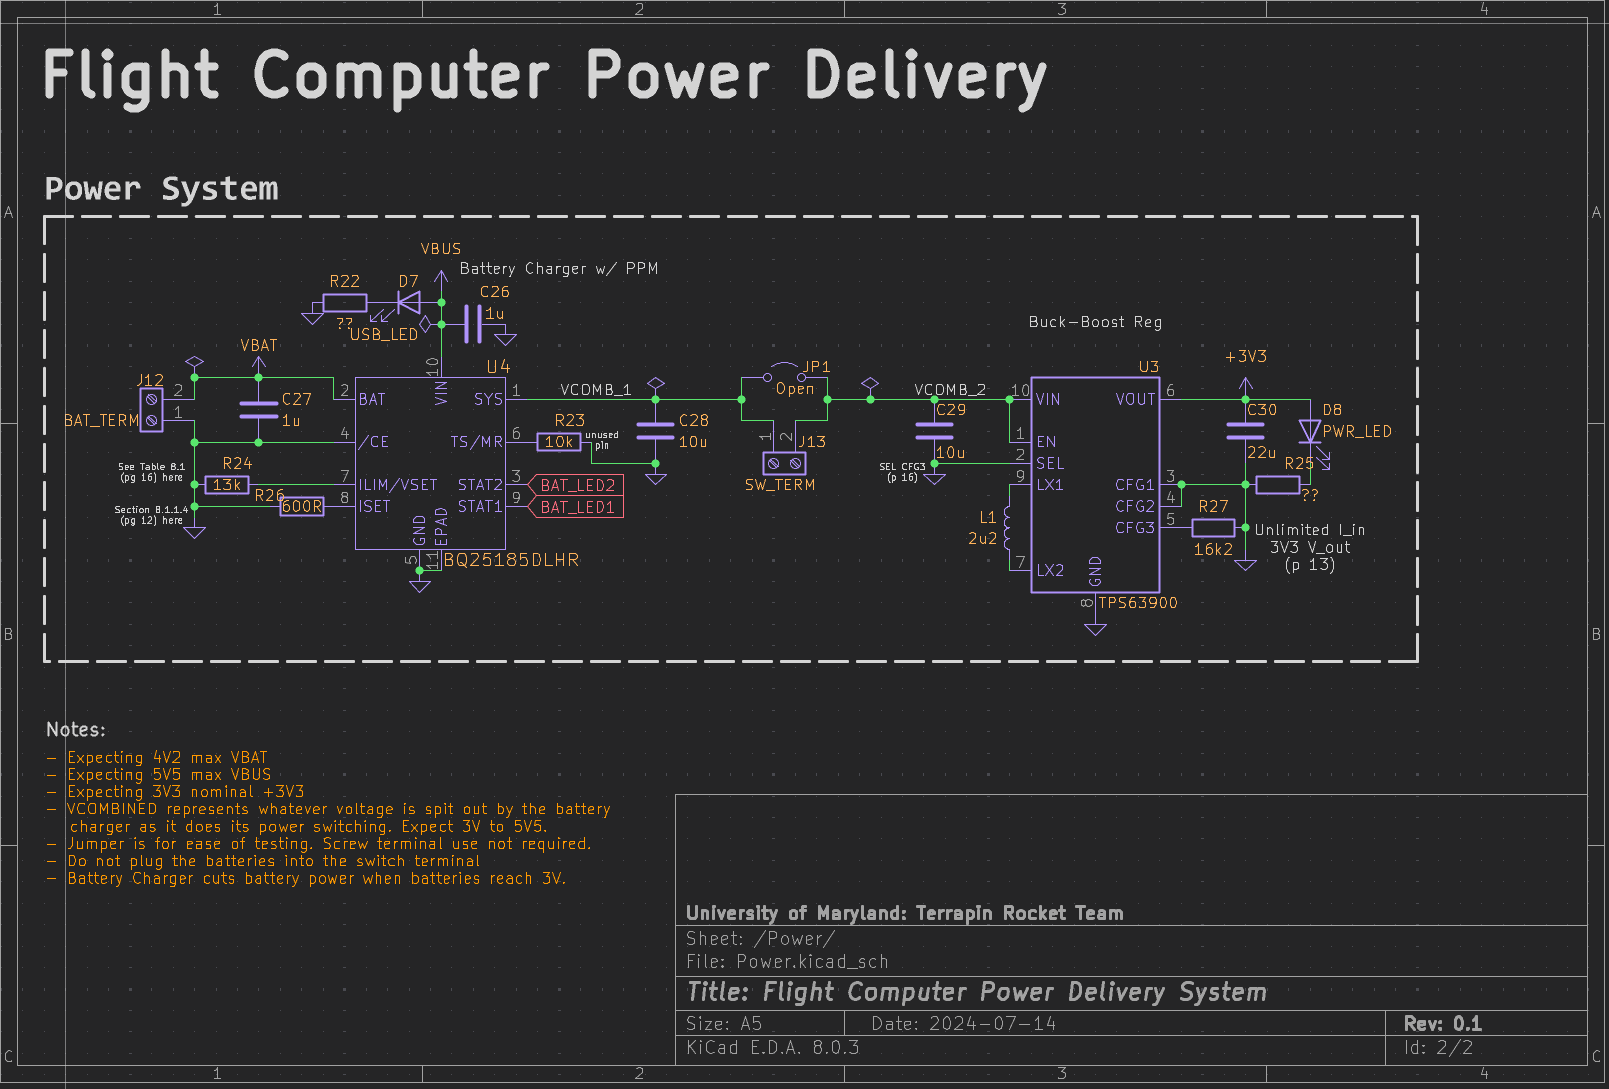 1 2 3 4
Flight Computer Power Delivery
Power System
A A
VBUS
Battery Charger w/ PPM
R22 D7
C26
1u
??
USB_LED
Buck-Boost Reg
VBAT
+3V3
10
U4
JP1
U3
J12
Open
2
2 BAT
VIN
SYS 1
VCOMB_1
VCOMB_2
10 VIN
VOUT 6
C27
1u
1
BAT_TERM
R23
C28
C29
C30
D8
PWR_LED
4 /CE
TS/MR 6
10k
unused
pin
10u
1 2
J13
1 EN
10u
22u
See Table 8.1
(pg 16) here
R24
13k
SEL CFG3
(p 16)
2 SEL
R25
??
7 ILIM/VSET
STAT2 3
BAT_LED2
SW_TERM
9 LX1
CFG1 3
R26
600R
8 ISET
STAT1 9
BAT_LED1
CFG2 4
R27
Section 8.1.1.4
(pg 12) here
GND
EPAD
L1
2u2
CFG3 5
16k2
Unlimited I_in
3V3 V_out
(p 13)
5
11
BQ25185DLHR
7 LX2
GND
8
TPS63900
B B
Notes:
- Expecting 4V2 max VBAT
- Expecting 5V5 max VBUS
- Expecting 3V3 nominal +3V3
- VCOMBINED represents whatever voltage is spit out by the battery
charger as it does its power switching. Expect 3V to 5V5.
- Jumper is for ease of testing. Screw terminal use not required.
- Do not plug the batteries into the switch terminal
- Battery Charger cuts battery power when batteries reach 3V.
University of Maryland: Terrapin Rocket Team
Sheet: /Power/
File: Power.kicad_sch
Title: Flight Computer Power Delivery System
Size: A5 Date: 2024-07-14 Rev: 0.1
KiCad E.D.A. 8.0.3 Id: 2/2
C C
1 2 3 4